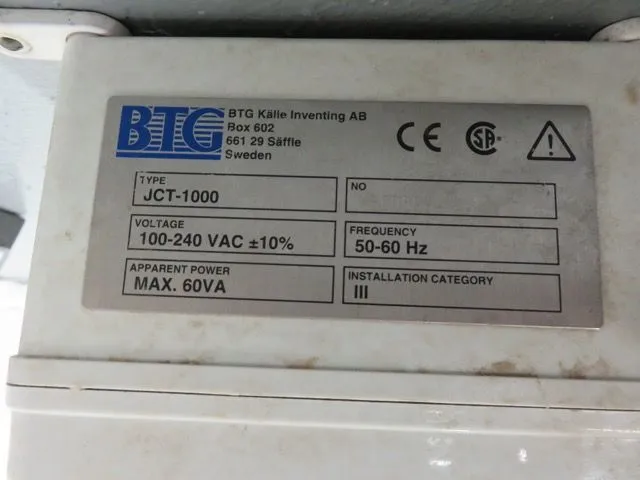 BTG
BTG Källe Inventing AB
Box 602
661 29 Säffle
Sweden
CE
SA
TYPE
JCT-1000
NO
VOLTAGE
100-240 VAC ±10%
FREQUENCY
50-60 Hz
APPARENT POWER
MAX. 60VA
INSTALLATION CATEGORY
III